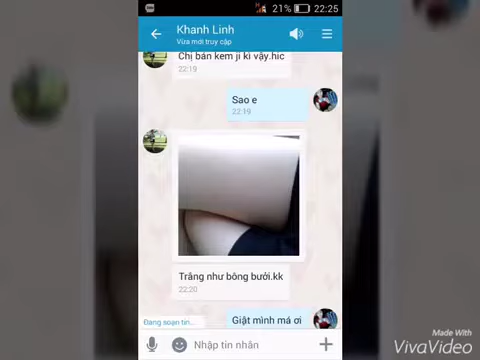 21% 22:25
Khanh Linh
Vừa mới truy cập
Chị bán kem jì kì vậy.hic
22:19
Sao e
22:19
Trăng như bông bưởi.kk
22:20
Đang soạn tin...
Giật mình má ơi
Nhập tin nhắn
Made With
VivaVideo